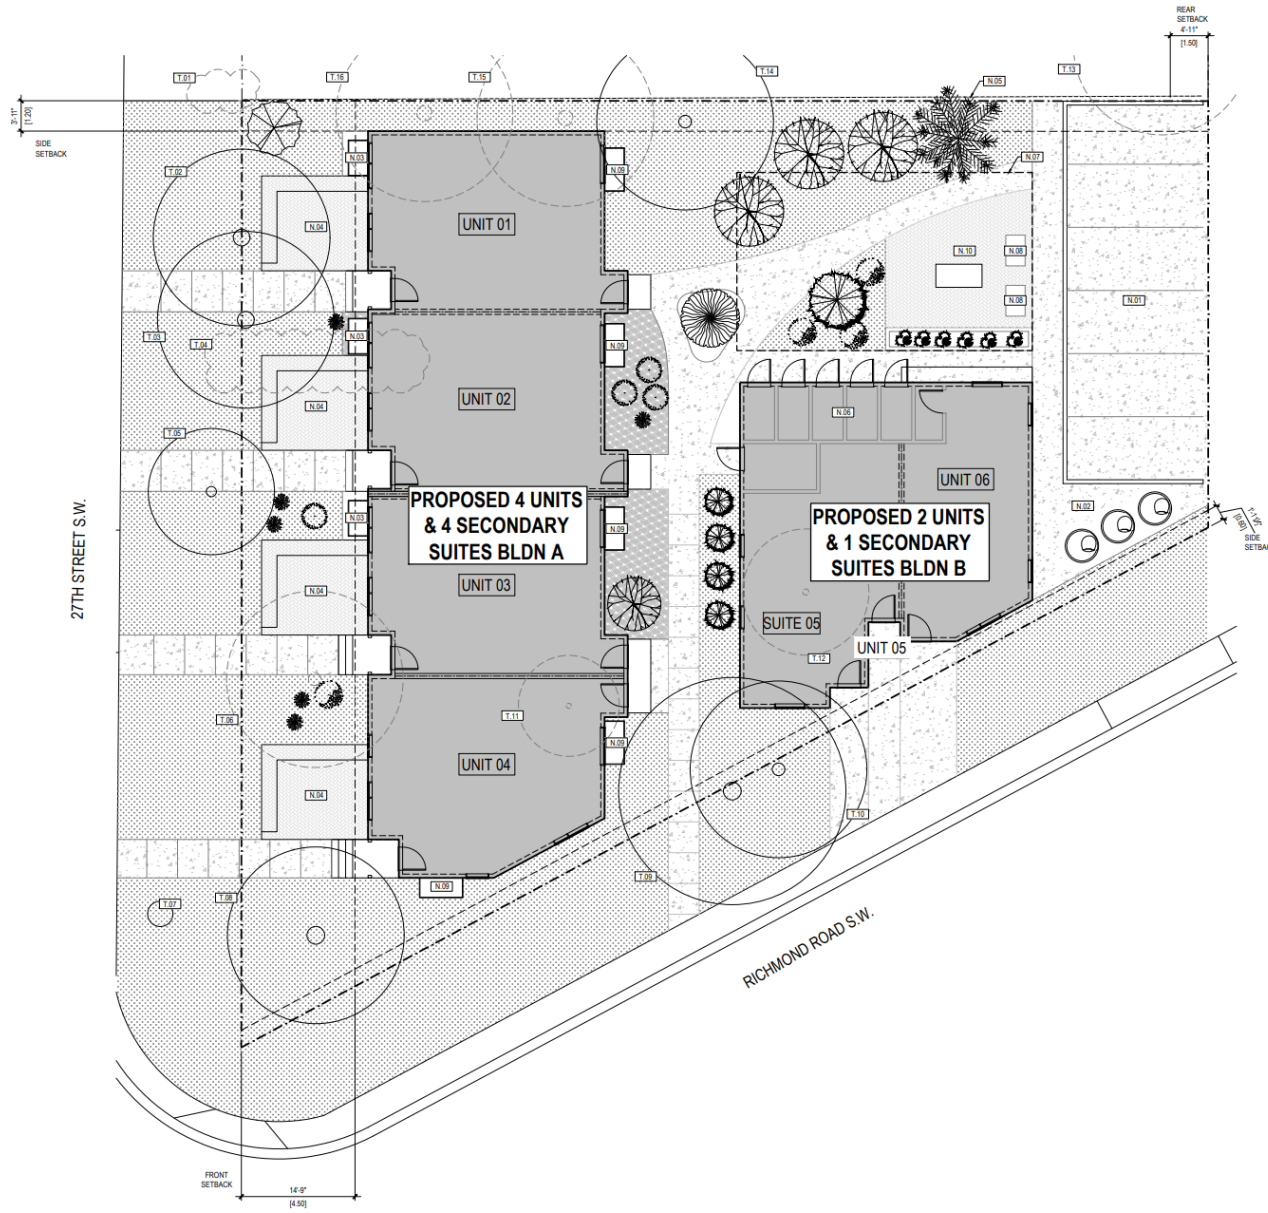 REAR
SETBACK
4'-11"
[1.50]
T.01
T.16
T.15
T.14
N.05
T.13
3'-11"
[1.20]
SIDE
SETBACK
N.03
T.02
N.09
N.07
N.04
UNIT 01
N.10
N.08
N.08
N.01
T.03
T.04
N.03
N.09
UNIT 02
N.04
N.06
T.05
UNIT 06
PROPOSED 4 UNITS
& 4 SECONDARY
SUITES BLDN A
N.03
N.09
PROPOSED 2 UNITS
& 1 SECONDARY
SUITES BLDN B
N.02
[0.60]
SIDE
SETBA
27TH STREET S.W.
N.04
UNIT 03
SUITE 05
UNIT 05
T.12
T.06
T.11
N.09
UNIT 04
N.04
T.10
T.09
N.09
T.08
T.07
RICHMOND ROAD S.W.
FRONT
SETBACK
14'-9"
[4.50]